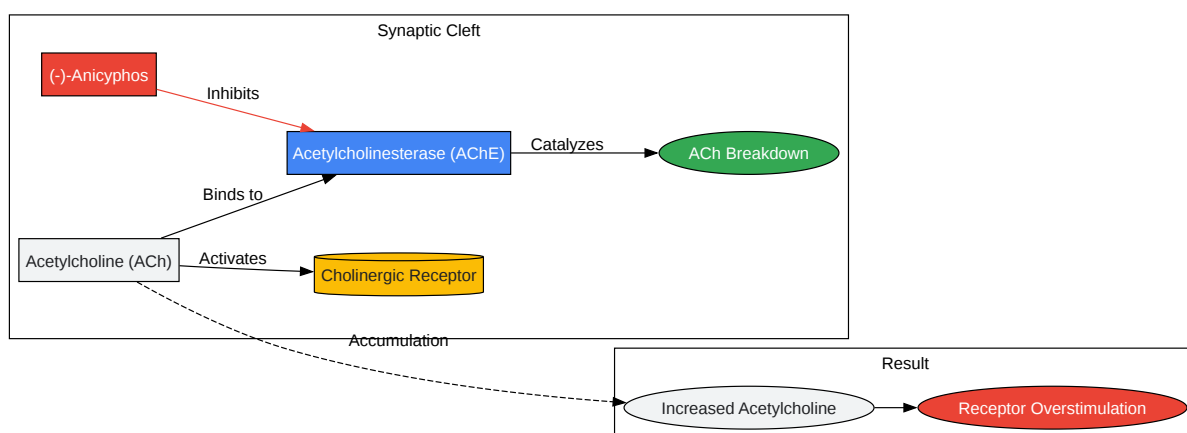 Synaptic Cleft
(-)-Anicyphos
Inhibits
Acetylcholinesterase (AChE)
Catalyzes
ACh Breakdown
Binds to
Acetylcholine (ACh)
Activates
Cholinergic Receptor
Accumulation
Result
Increased Acetylcholine
Receptor Overstimulation